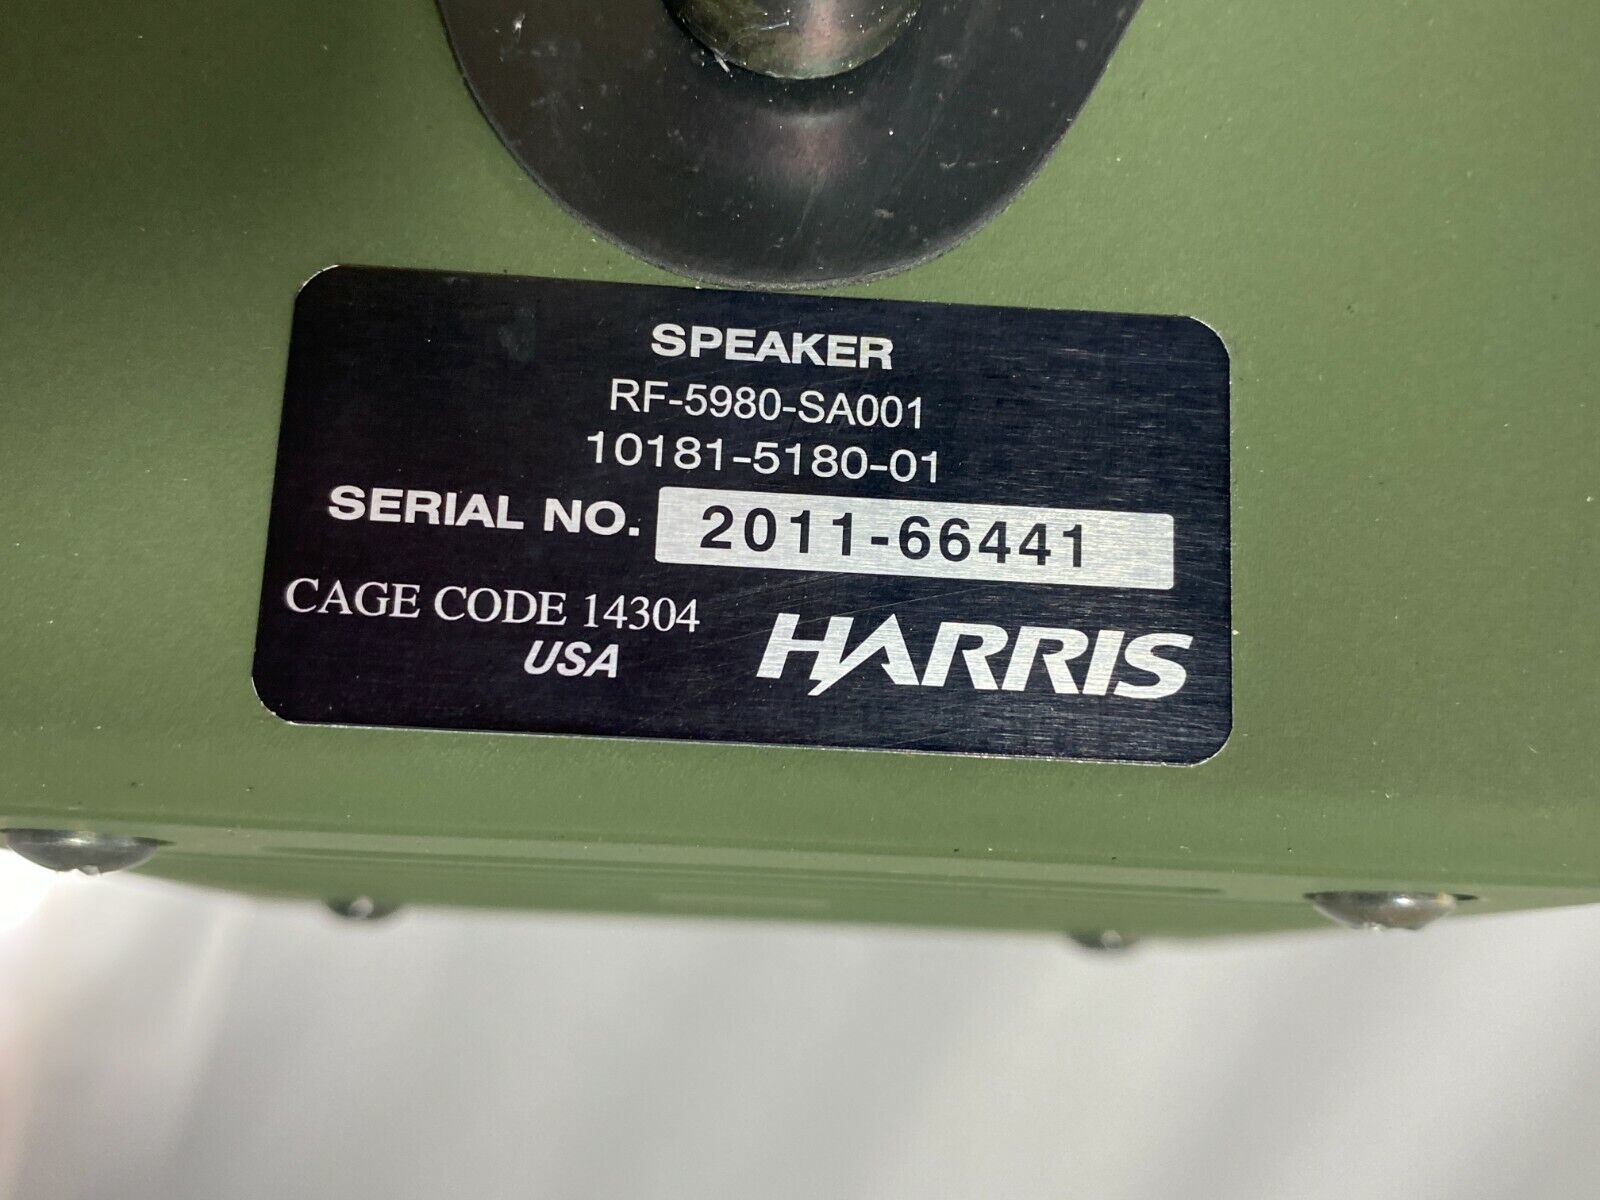 SPEAKER
RF-5980-SA001
10181-5180-01
SERIAL NO. 2011-66441
CAGE CODE 14304
USA
HARRIS